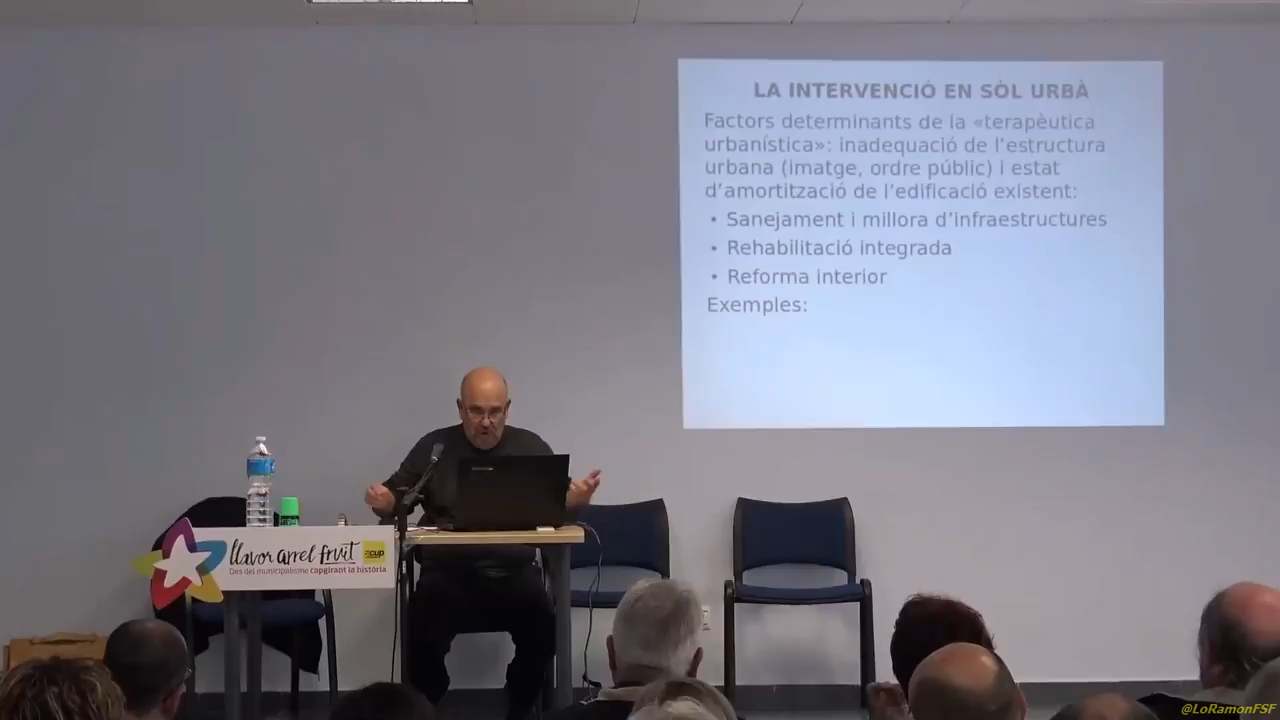 LA INTERVENCIÓ EN SÒL URBÀ
Factors determinants de la «terapèutica
urbanística»: inadequació de l'estructura
urbana (imatge, ordre públic) i estat
d'amortització de l'edificació existent:
• Sanejament i millora d'infraestructures
• Rehabilitació integrada
• Reforma interior
Exemples:
llavor arrel fruit
cup
Des del municipalisme capgirant la història
@LoRamonFSF